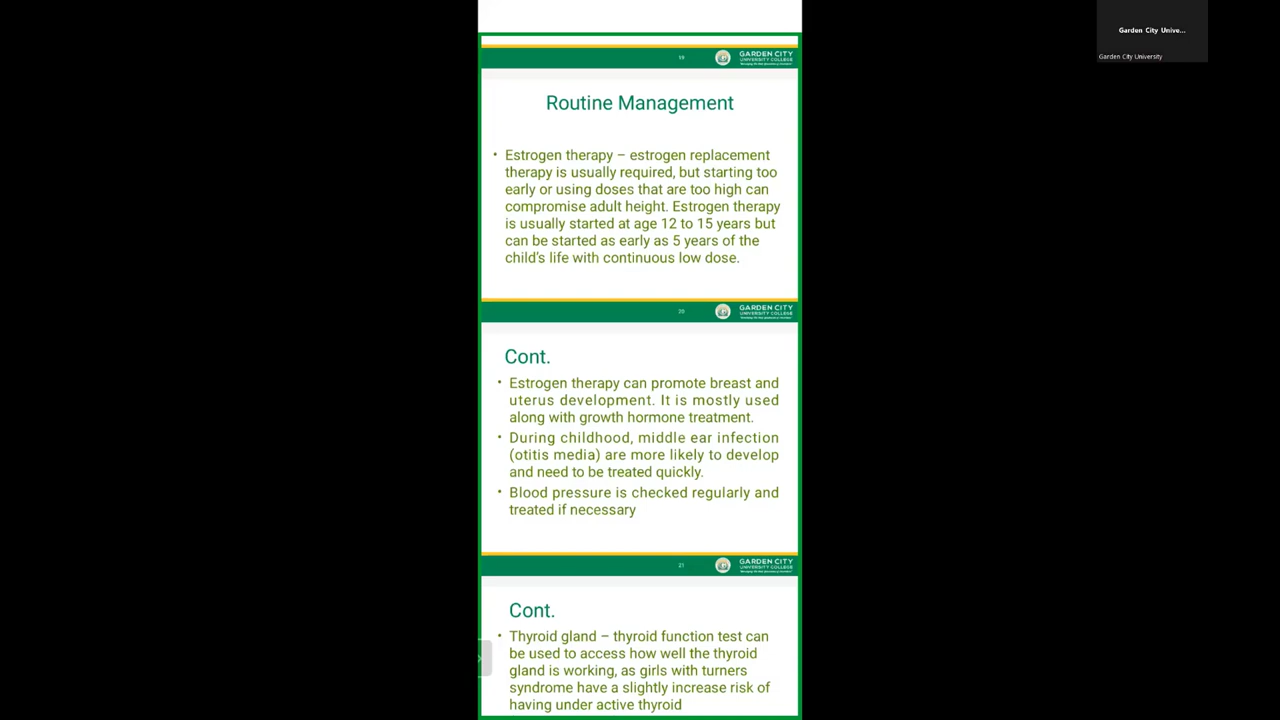 Garden City Unive...
Garden City University
19
GARDEN CITY
UNIVERSITY COLLEGE
Routine Management
• Estrogen therapy – estrogen replacement
therapy is usually required, but starting too
early or using doses that are too high can
compromise adult height. Estrogen therapy
is usually started at age 12 to 15 years but
can be started as early as 5 years of the
child's life with continuous low dose.
20
GARDEN CITY
UNIVERSITY COLLEGE
Cont.
• Estrogen therapy can promote breast and
uterus development. It is mostly used
along with growth hormone treatment.
• During childhood, middle ear infection
(otitis media) are more likely to develop
and need to be treated quickly.
• Blood pressure is checked regularly and
treated if necessary
21
GARDEN CITY
UNIVERSITY COLLEGE
Cont.
• Thyroid gland – thyroid function test can
be used to access how well the thyroid
gland is working, as girls with turners
syndrome have a slightly increase risk of
having under active thyroid